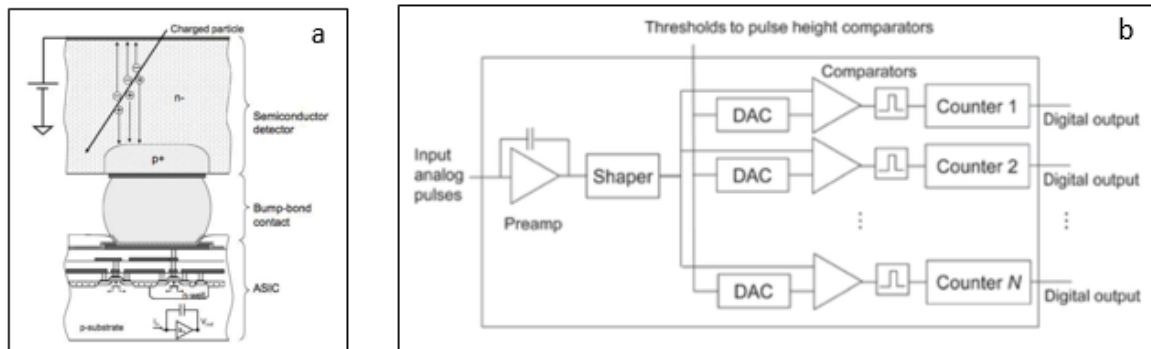 a
Charged particle
n-
Semiconductor
detector
p+
Bump-bond
contact
ASIC
n-well
p-substrate
b
Thresholds to pulse height comparators
Comparators
DAC
Counter 1
Digital output
Input
analog
pulses
Preamp
Shaper
DAC
Counter 2
Digital output
DAC
Counter N
Digital output